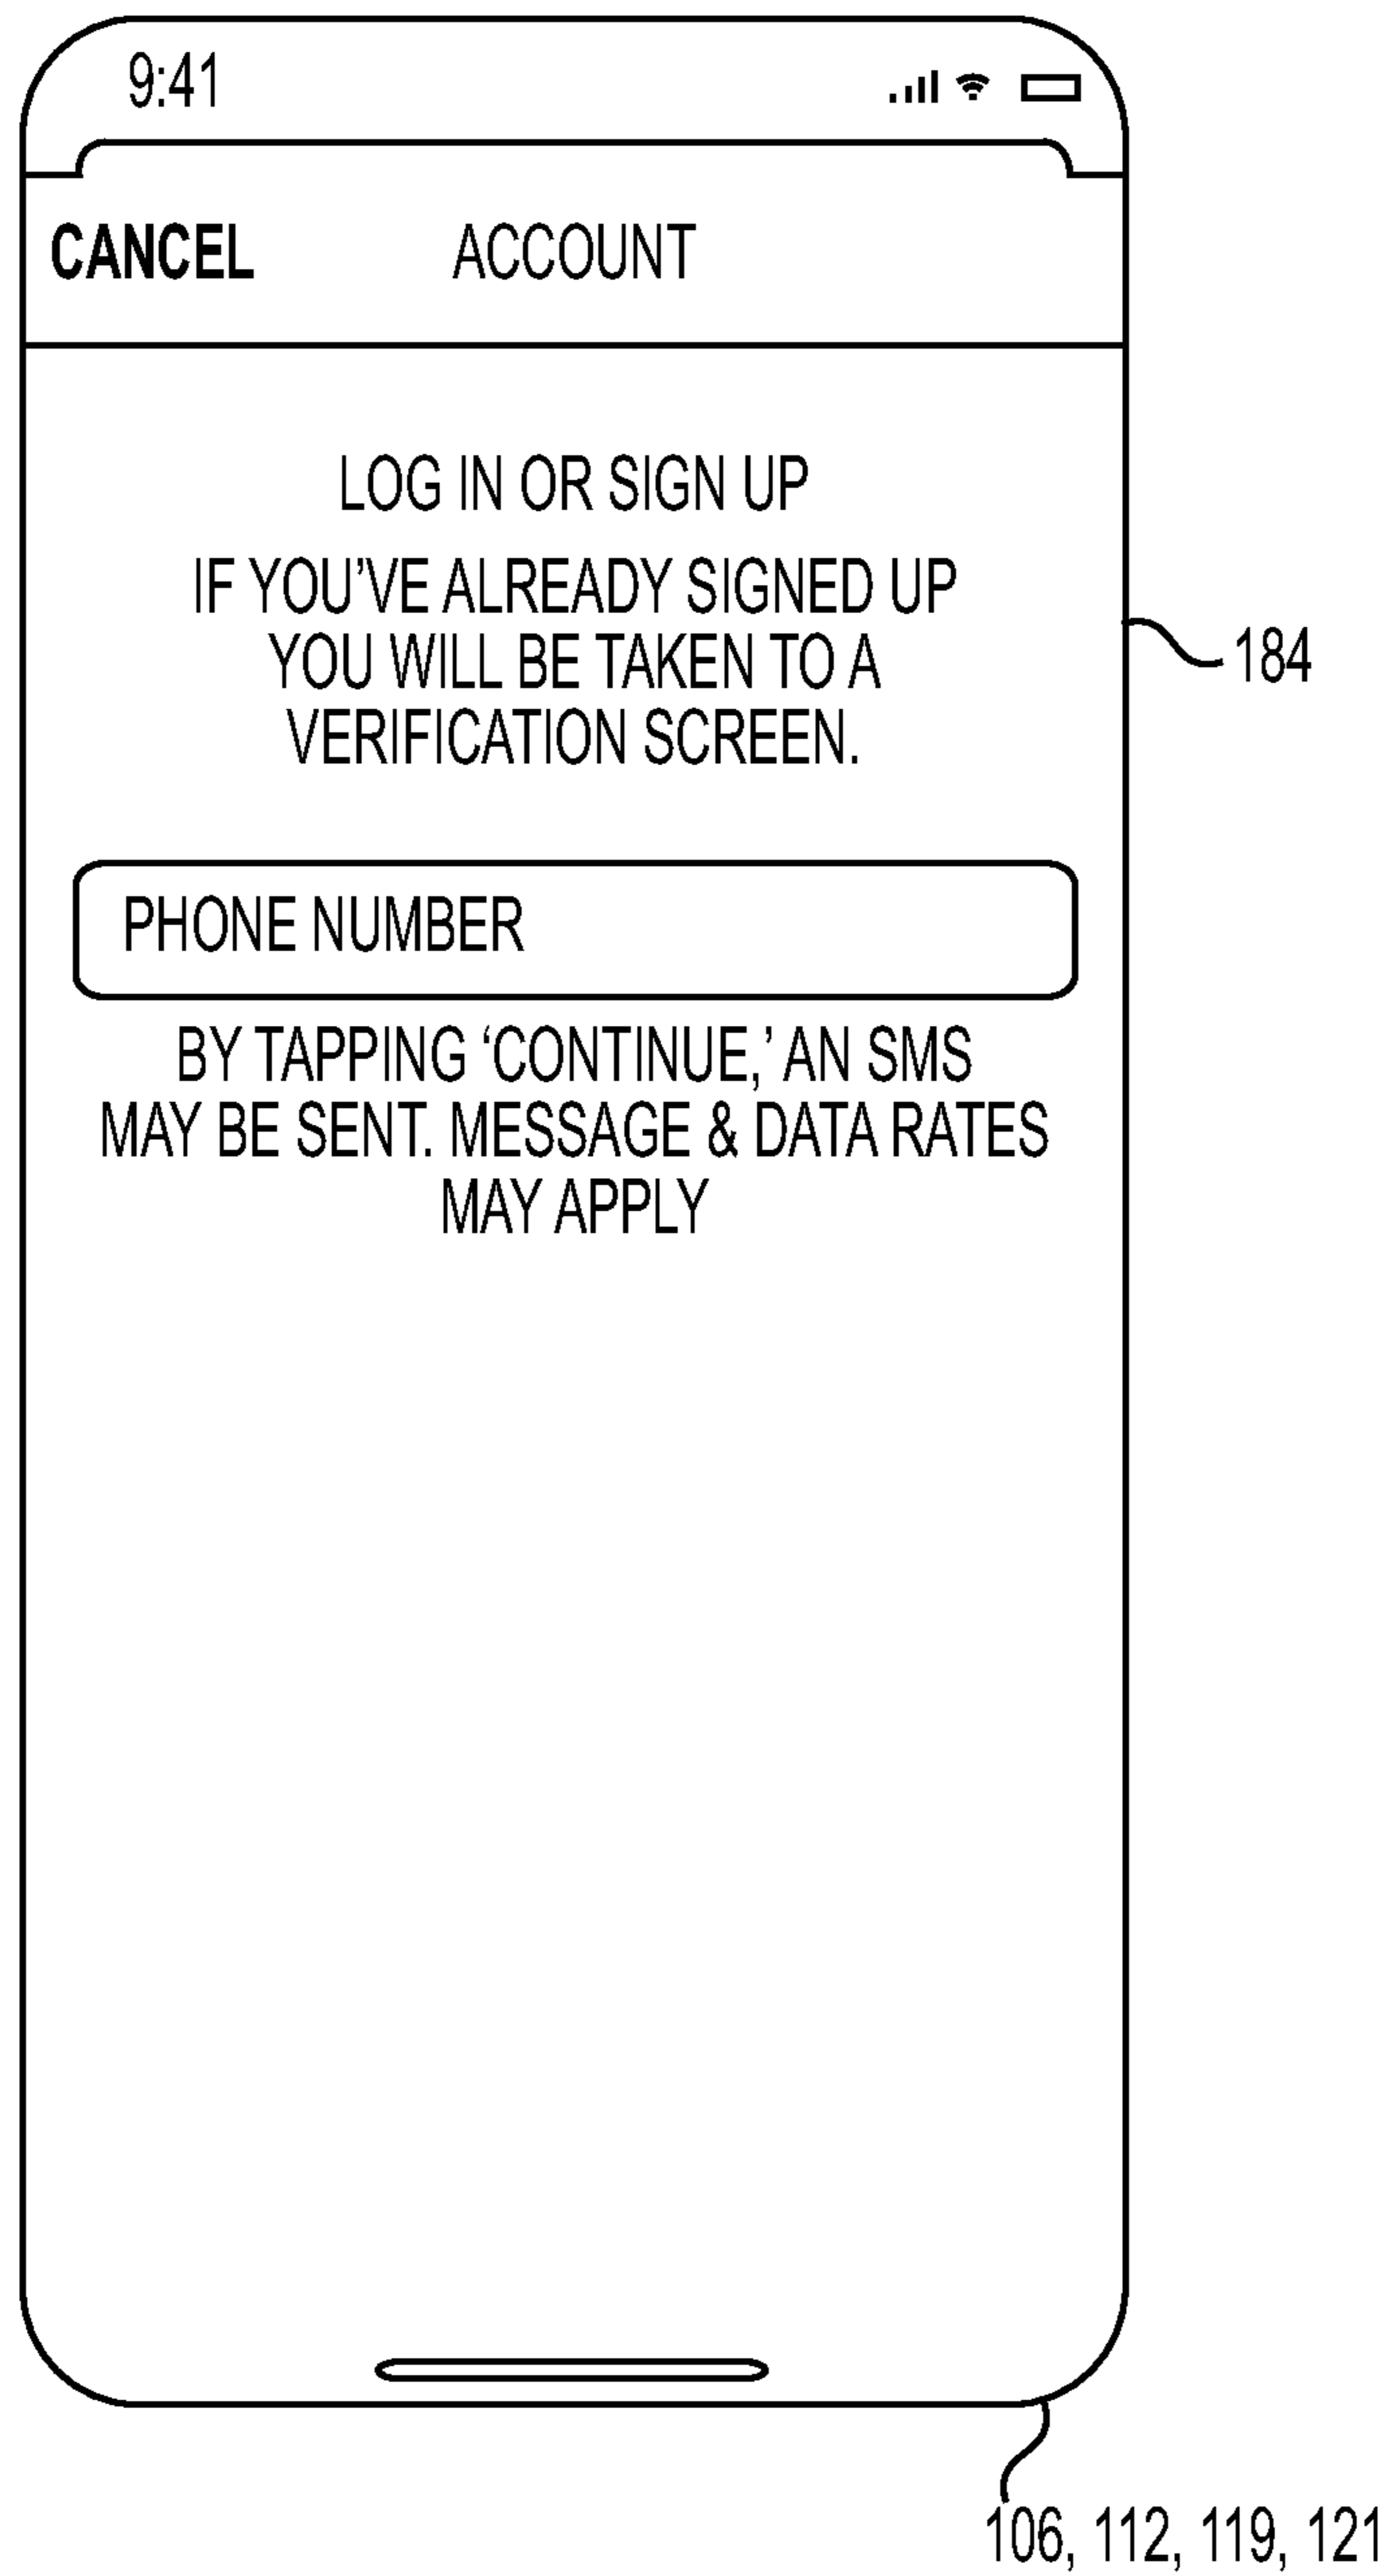 9:41
CANCEL ACCOUNT
LOG IN OR SIGN UP
IF YOU’VE ALREADY SIGNED UP
YOU WILL BE TAKEN TO A
VERIFICATION SCREEN.
184
PHONE NUMBER
BY TAPPING ‘CONTINUE,’ AN SMS
MAY BE SENT. MESSAGE & DATA RATES
MAY APPLY
106, 112, 119, 121